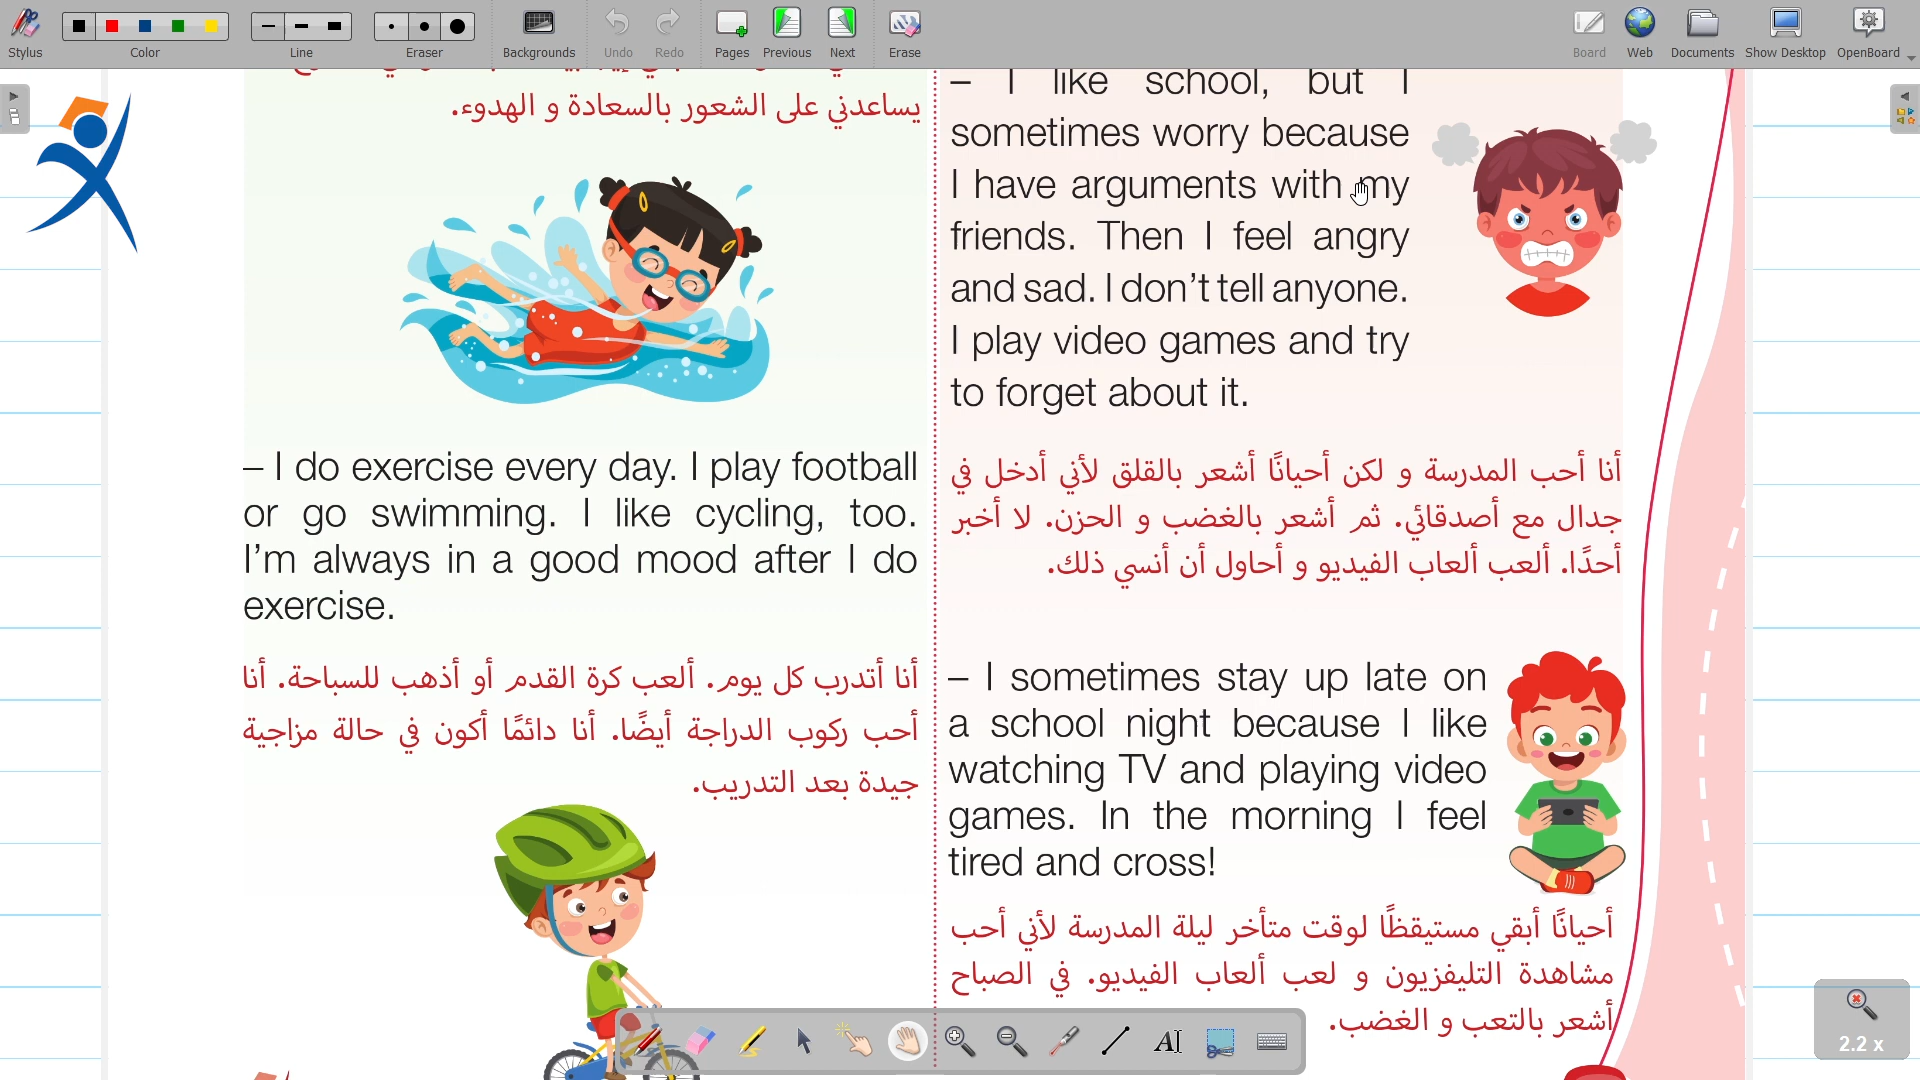 Stylus
Color
Line
Eraser
Backgrounds
Undo
Redo
Pages
Previous
Next
Erase
Board
Web
Documents
Show Desktop
OpenBoard
يساعدني على الشعور بالسعادة و الهدوء.
– I do exercise every day. I play football
or go swimming. I like cycling, too.
I'm always in a good mood after I do
exercise.
أنا أتدرب كل يوم. ألعب كرة القدم أو أذهب للسباحة. أنا
أحب ركوب الدراجة أيضًا. أنا دائمًا أكون في حالة مزاجية
جيدة بعد التدريب.
– I like school, but I
sometimes worry because
I have arguments with my
friends. Then I feel angry
and sad. I don't tell anyone.
I play video games and try
to forget about it.
أنا أحب المدرسة و لكن أحيانًا أشعر بالقلق لأني أدخل في
جدال مع أصدقائي. ثم أشعر بالغضب و الحزن. لا أخبر
أحدًا. ألعب ألعاب الفيديو و أحاول أن أنسي ذلك.
– I sometimes stay up late on
a school night because I like
watching TV and playing video
games. In the morning I feel
tired and cross!
أحيانًا أبقي مستيقظًا لوقت متأخر ليلة المدرسة لأني أحب
مشاهدة التليفزيون و لعب ألعاب الفيديو. في الصباح
أشعر بالتعب و الغضب.
2.2 x